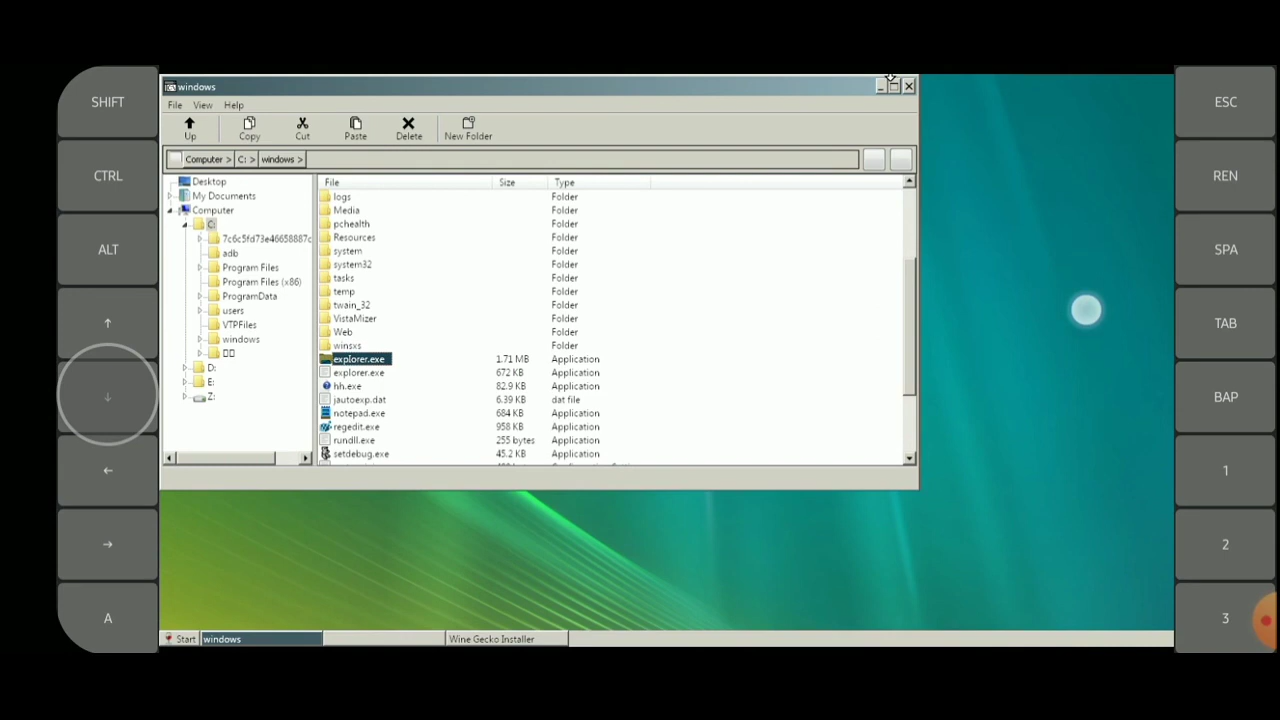 SHIFT
CTRL
ALT
↑
↓
←
→
A
windows
File View Help
Up Copy Cut Paste Delete New Folder
Computer > C: > windows >
Desktop
My Documents
Computer
C:
7c6c5fd73e46658887c
adb
Program Files
Program Files (x86)
ProgramData
users
VTPFiles
windows
D:
E:
Z:
File Size Type
logs Folder
Media Folder
pchealth Folder
Resources Folder
system Folder
system32 Folder
tasks Folder
temp Folder
twain_32 Folder
VistaMizer Folder
Web Folder
winsxs Folder
explorer.exe 1.71 MB Application
explorer.exe 672 KB Application
hh.exe 82.9 KB Application
jautoexp.dat 6.39 KB dat file
notepad.exe 684 KB Application
regedit.exe 958 KB Application
rundll.exe 255 bytes Application
setdebug.exe 45.2 KB Application
Start windows Wine Gecko Installer
ESC
REN
SPA
TAB
BAP
1
2
3